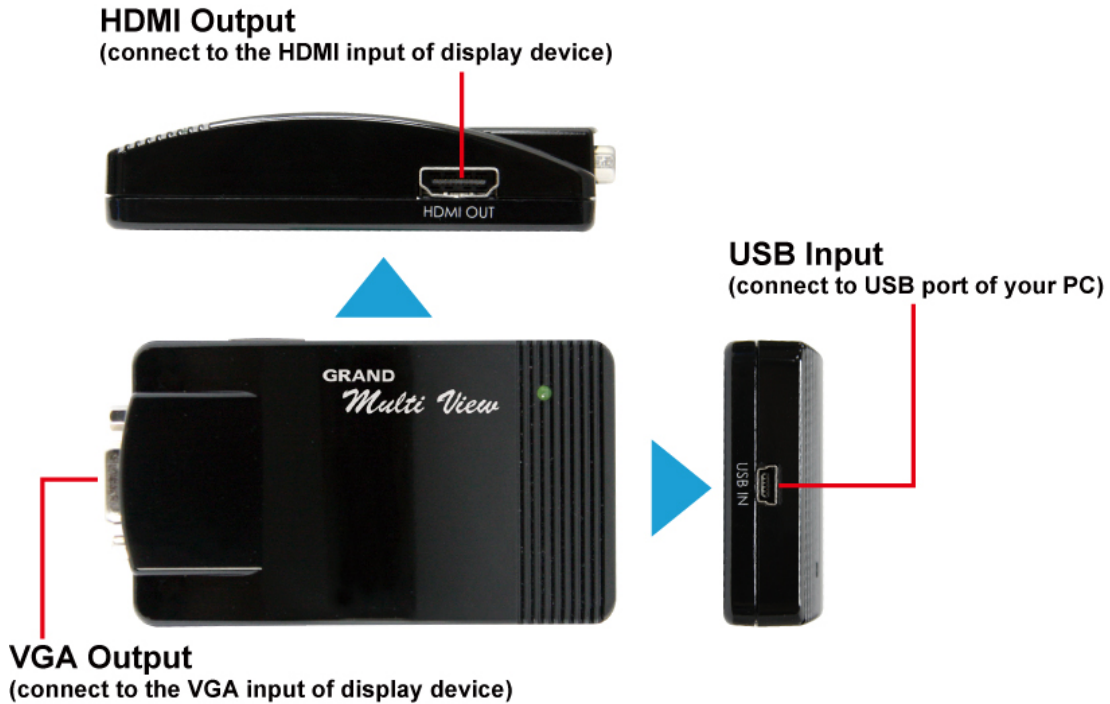 HDMI Output
(connect to the HDMI input of display device)
HDMI OUT
USB Input
(connect to USB port of your PC)
GRAND
Multi View
USB IN
VGA Output
(connect to the VGA input of display device)